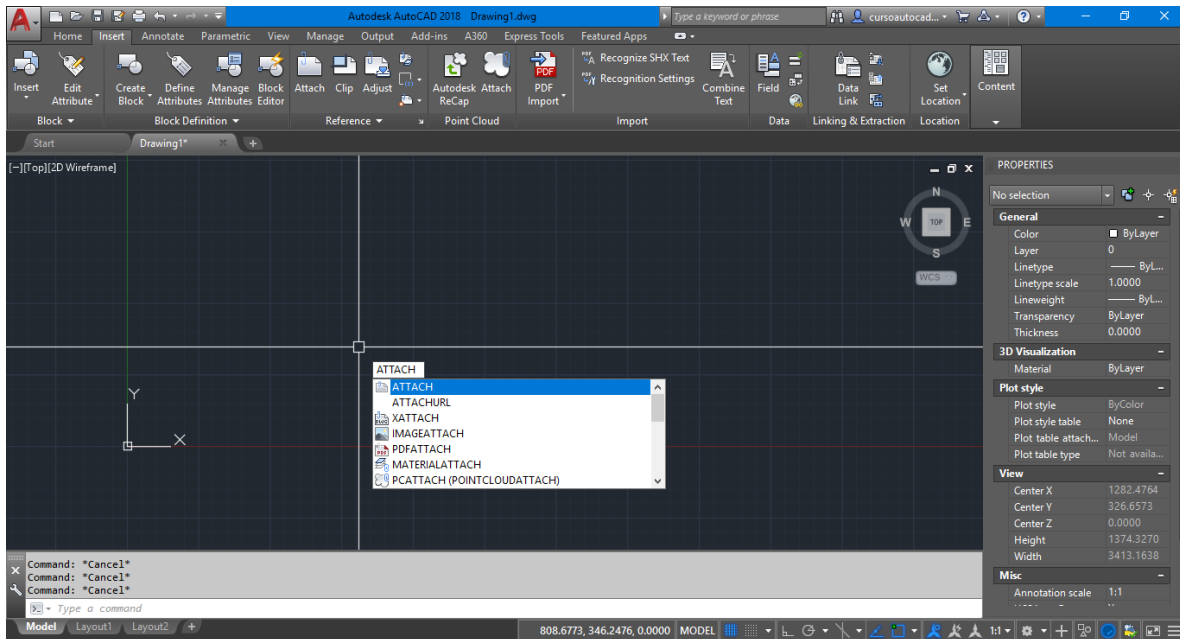 Autodesk AutoCAD 2018 Drawing1.dwg
Type a keyword or phrase
cursoautocad...
Home Insert Annotate Parametric View Manage Output Add-ins A360 Express Tools Featured Apps
Insert
Edit Attribute
Create Block
Define Attributes
Manage Attributes
Block Editor
Attach
Clip
Adjust
Autodesk ReCap
Attach
PDF Import
Recognize SHX Text
Recognition Settings
Combine Text
Field
Data Link
Set Location
Content
Block
Block Definition
Reference
Point Cloud
Import
Data
Linking & Extraction
Location
Start
Drawing1*
[−][Top][2D Wireframe]
N
W
TOP
E
S
WCS
Y
X
ATTACH
ATTACH
ATTACHURL
XATTACH
IMAGEATTACH
PDFATTACH
MATERIALATTACH
PCATTACH (POINTCLOUDATTACH)
PROPERTIES
No selection
General
Color ByLayer
Layer 0
Linetype ByL...
Linetype scale 1.0000
Lineweight ByL...
Transparency ByLayer
Thickness 0.0000
3D Visualization
Material ByLayer
Plot style
Plot style ByColor
Plot style table None
Plot table attach... Model
Plot table type Not availa...
View
Center X 1282.4764
Center Y 326.6573
Center Z 0.0000
Height 1374.3270
Width 3413.1638
Misc
Annotation scale 1:1
Command: *Cancel*
Command: *Cancel*
Command: *Cancel*
Type a command
Model Layout1 Layout2 +
808.6773, 346.2476, 0.0000 MODEL 1:1